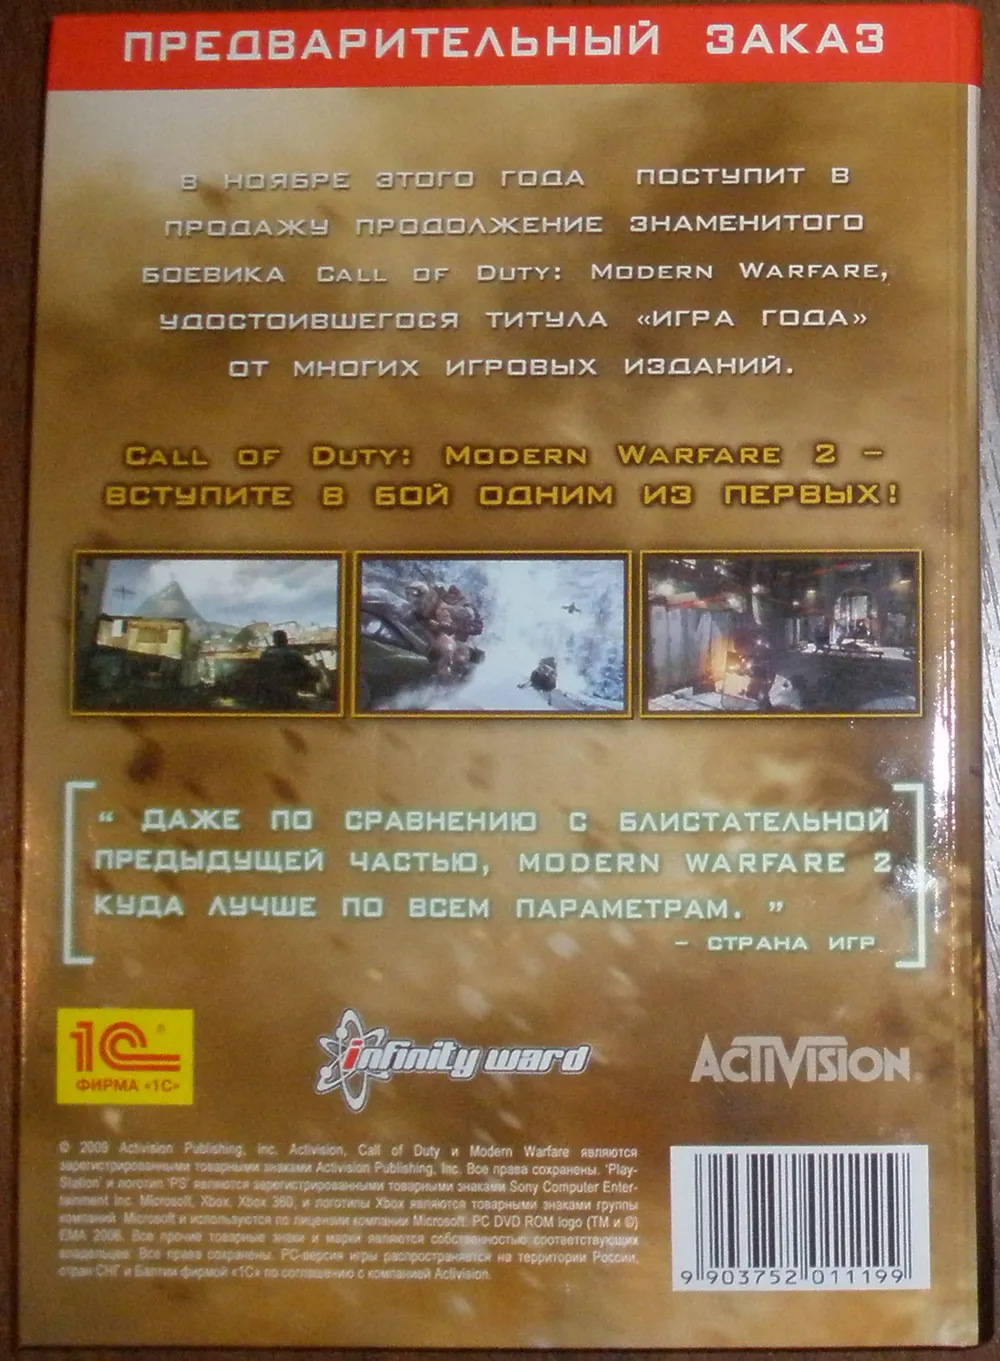 ПРЕДВАРИТЕЛЬНЫЙ ЗАКАЗ
В НОЯБРЕ ЭТОГО ГОДА ПОСТУПИТ В
ПРОДАЖУ ПРОДОЛЖЕНИЕ ЗНАМЕНИТОГО
БОЕВИКА CALL OF DUTY: MODERN WARFARE,
УДОСТОИВШЕГОСЯ ТИТУЛА «ИГРА ГОДА»
ОТ МНОГИХ ИГРОВЫХ ИЗДАНИЙ.
CALL OF DUTY: MODERN WARFARE 2 –
ВСТУПИТЕ В БОЙ ОДНИМ ИЗ ПЕРВЫХ!
“ ДАЖЕ ПО СРАВНЕНИЮ С БЛИСТАТЕЛЬНОЙ
ПРЕДЫДУЩЕЙ ЧАСТЬЮ, MODERN WARFARE 2
КУДА ЛУЧШЕ ПО ВСЕМ ПАРАМЕТРАМ. ”
– СТРАНА ИГР
1С®
ФИРМА «1С»
infinity ward
ACTIVISION
© 2009 Activision Publishing, Inc. Activision, Call of Duty и Modern Warfare являются
зарегистрированными товарными знаками Activision Publishing, Inc. Все права сохранены. 'Play-
Station' и логотип 'PS' являются зарегистрированными товарными знаками Sony Computer Enter-
tainment Inc. Microsoft, Xbox, Xbox 360, и логотипы Xbox являются товарными знаками группы
компаний Microsoft и используются по лицензии компании Microsoft. PC DVD ROM logo (TM и ©)
EMA 2006. Все прочие товарные знаки и марки являются собственностью соответствующих
владельцев. Все права сохранены. PC-версия игры распространяется на территории России,
стран СНГ и Балтии фирмой «1С» по соглашению с компанией Activision.
9 903752 011199